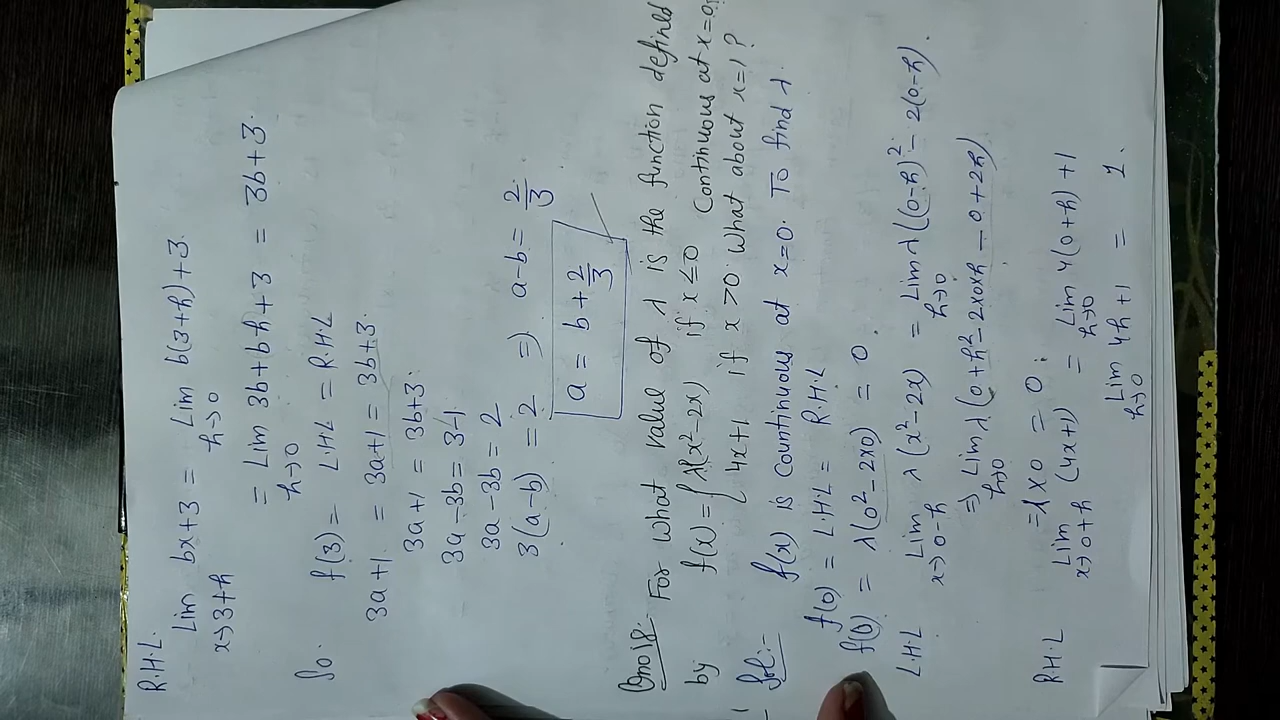 R.H.L.
Lim bx+3 = Lim b(3+h)+3.
x→3+h h→0
= Lim 3b+bh+3 = 3b+3.
h→0
So. f(3) = L.H.L = R.H.L
3a+1 = 3a+1 = 3b+3.
3a+1 = 3b+3.
3a-3b = 3-1
3a-3b = 2
3(a-b) = 2 ⇒ a-b = 2/3
a = b + 2/3
Qno18. For what value of λ is the function defined
by f(x) = { λ(x²-2x) if x ≤ 0 Continuous at x=0,
4x+1 if x > 0. What about x=1?
Sol:- f(x) is Countinuous at x=0. To find λ.
f(0) = L.H.L = R.H.L
f(0) = λ(0²-2×0) = 0.
L.H.L Lim λ(x²-2x) = Lim λ((0-h)²-2(0-h).
x→0-h h→0
⇒ Lim λ(0+h²-2×0×h-0+2h)
h→0
=λ×0 = 0.
R.H.L Lim (4x+1) = Lim 4(0+h)+1
x→0+h h→0
Lim 4h+1 = 1.
h→0